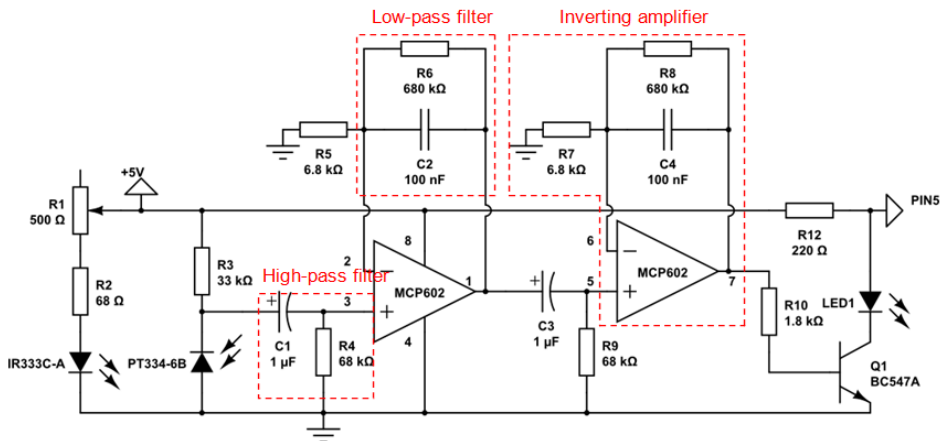 Low-pass filter
Inverting amplifier
R6
680 kΩ
R8
680 kΩ
R5
6.8 kΩ
C2
100 nF
R7
6.8 kΩ
C4
100 nF
+5V
PIN5
R1
500 Ω
R12
220 Ω
2
8
6
High-pass filter
R3
33 kΩ
R2
68 Ω
MCP602
1
MCP602
7
5
3
+
+
LED1
R10
1.8 kΩ
C1
1 µF
R4
68 kΩ
4
C3
1 µF
R9
68 kΩ
IR333C-A
PT334-6B
Q1
BC547A